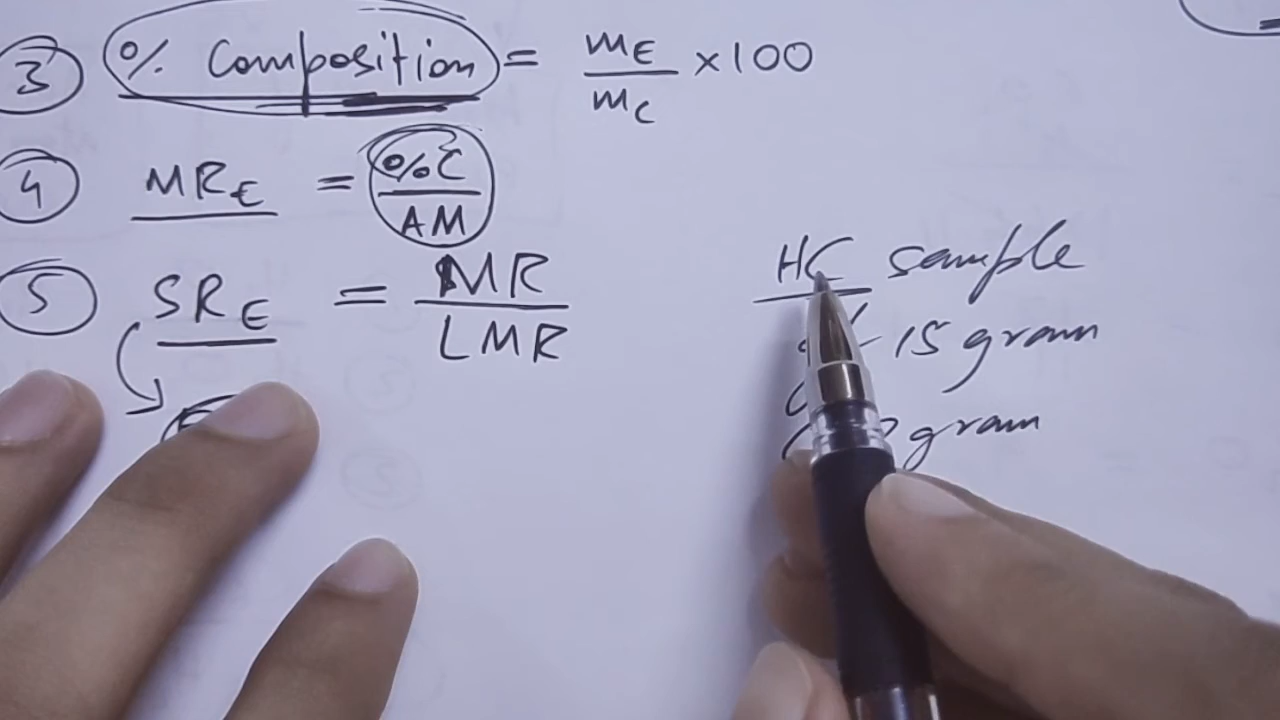 3 % Composition = mE/mC ×100
4 MRE = %E/AM
5 SRE = MR/LMR
HC sample
15 gram
gram